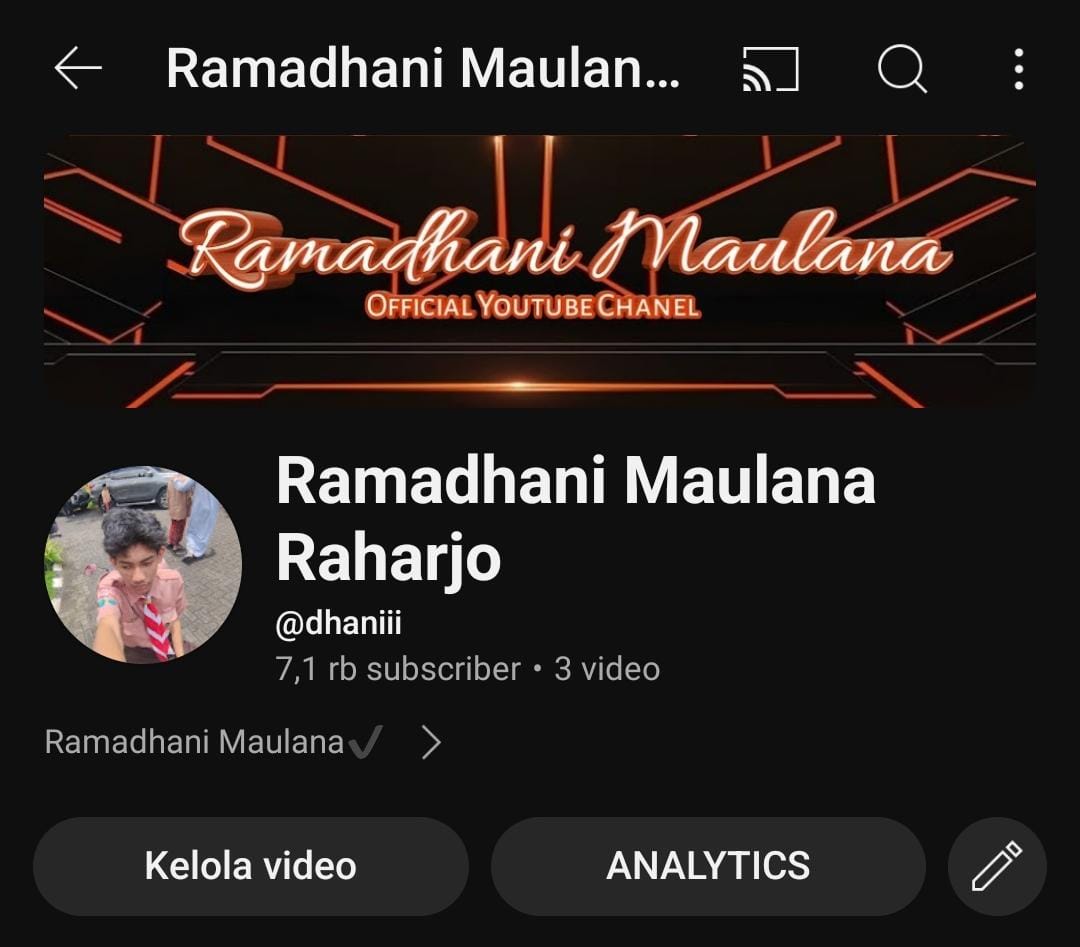 Ramadhani Maulan...
Ramadhani Maulana
OFFICIAL YOUTUBE CHANEL
Ramadhani Maulana
Raharjo
@dhaniii
7,1 rb subscriber • 3 video
Ramadhani Maulana✔
Kelola video
ANALYTICS